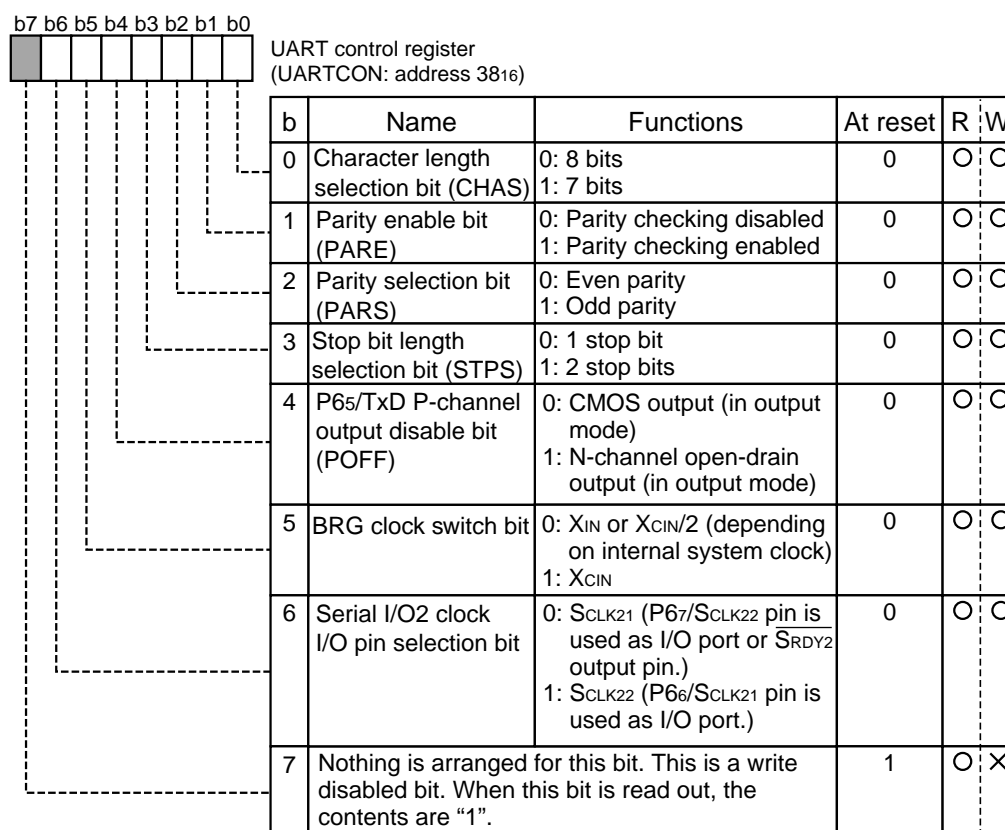 b7 b6 b5 b4 b3 b2 b1 b0
UART control register
(UARTCON: address 3816)
b Name Functions At reset R W
0 Character length selection bit (CHAS) 0: 8 bits
1: 7 bits 0 O O
1 Parity enable bit (PARE) 0: Parity checking disabled
1: Parity checking enabled 0 O O
2 Parity selection bit (PARS) 0: Even parity
1: Odd parity 0 O O
3 Stop bit length selection bit (STPS) 0: 1 stop bit
1: 2 stop bits 0 O O
4 P65/TxD P-channel output disable bit (POFF) 0: CMOS output (in output mode)
1: N-channel open-drain output (in output mode) 0 O O
5 BRG clock switch bit 0: XIN or XCIN/2 (depending on internal system clock)
1: XCIN 0 O O
6 Serial I/O2 clock I/O pin selection bit 0: SCLK21 (P67/SCLK22 pin is used as I/O port or SRDY2 output pin.)
1: SCLK22 (P66/SCLK21 pin is used as I/O port.) 0 O O
7 Nothing is arranged for this bit. This is a write disabled bit. When this bit is read out, the contents are “1”. 1 O ×